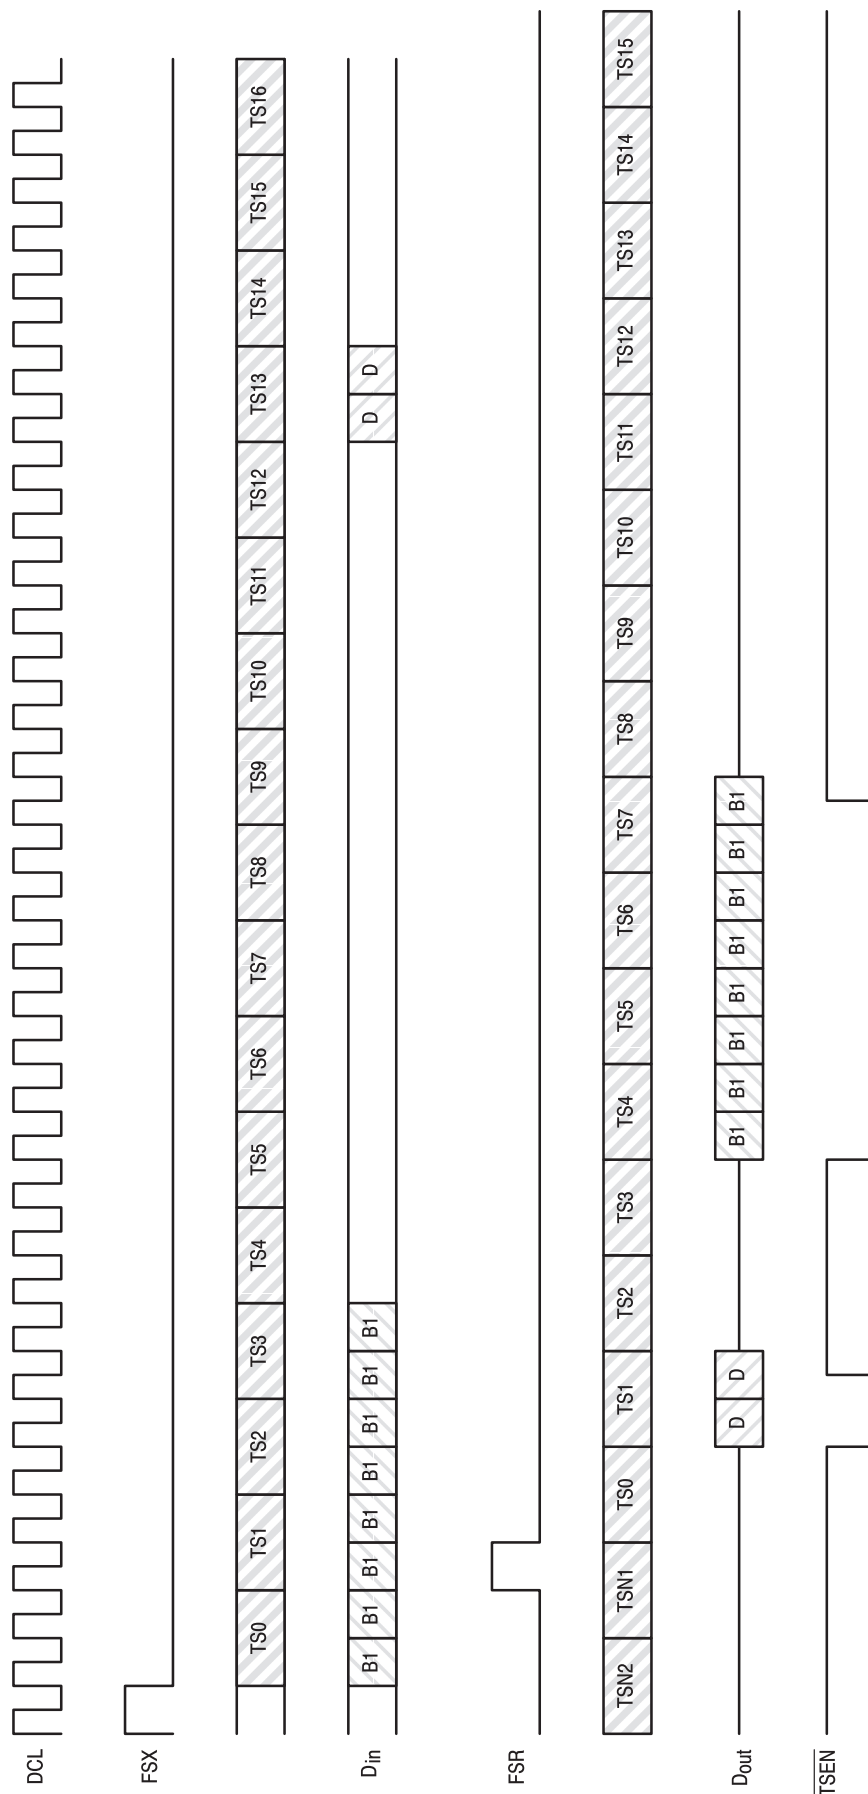 DCL
FSX
TS0 TS1 TS2 TS3 TS4 TS5 TS6 TS7 TS8 TS9 TS10 TS11 TS12 TS13 TS14 TS15 TS16
Din B1 B1 B1 B1 B1 B1 B1 B1 D D
FSR
TSN2 TSN1 TS0 TS1 TS2 TS3 TS4 TS5 TS6 TS7 TS8 TS9 TS10 TS11 TS12 TS13 TS14 TS15
Dout D D B1 B1 B1 B1 B1 B1 B1 B1
TSEN